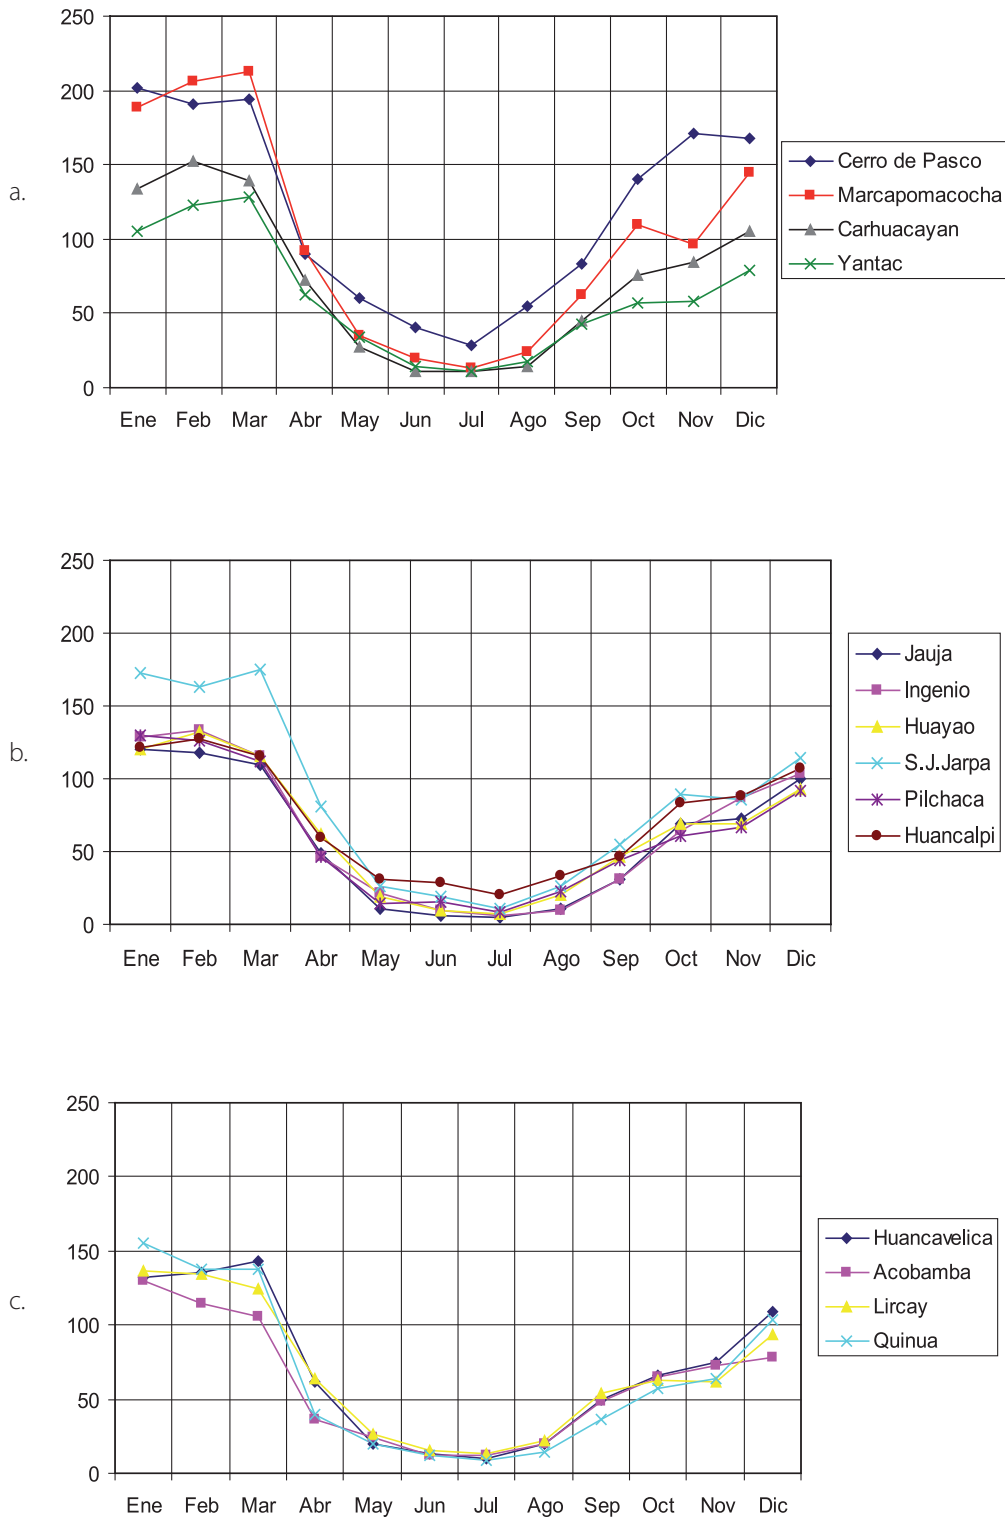 a.
250
200
150
100
50
0
Ene Feb Mar Abr May Jun Jul Ago Sep Oct Nov Dic
Cerro de Pasco
Marcapomacocha
Carhuacayan
Yantac
b.
250
200
150
100
50
0
Ene Feb Mar Abr May Jun Jul Ago Sep Oct Nov Dic
Jauja
Ingenio
Huayao
S.J.Jarpa
Pilchaca
Huancalpi
c.
250
200
150
100
50
0
Ene Feb Mar Abr May Jun Jul Ago Sep Oct Nov Dic
Huancavelica
Acobamba
Lircay
Quinua